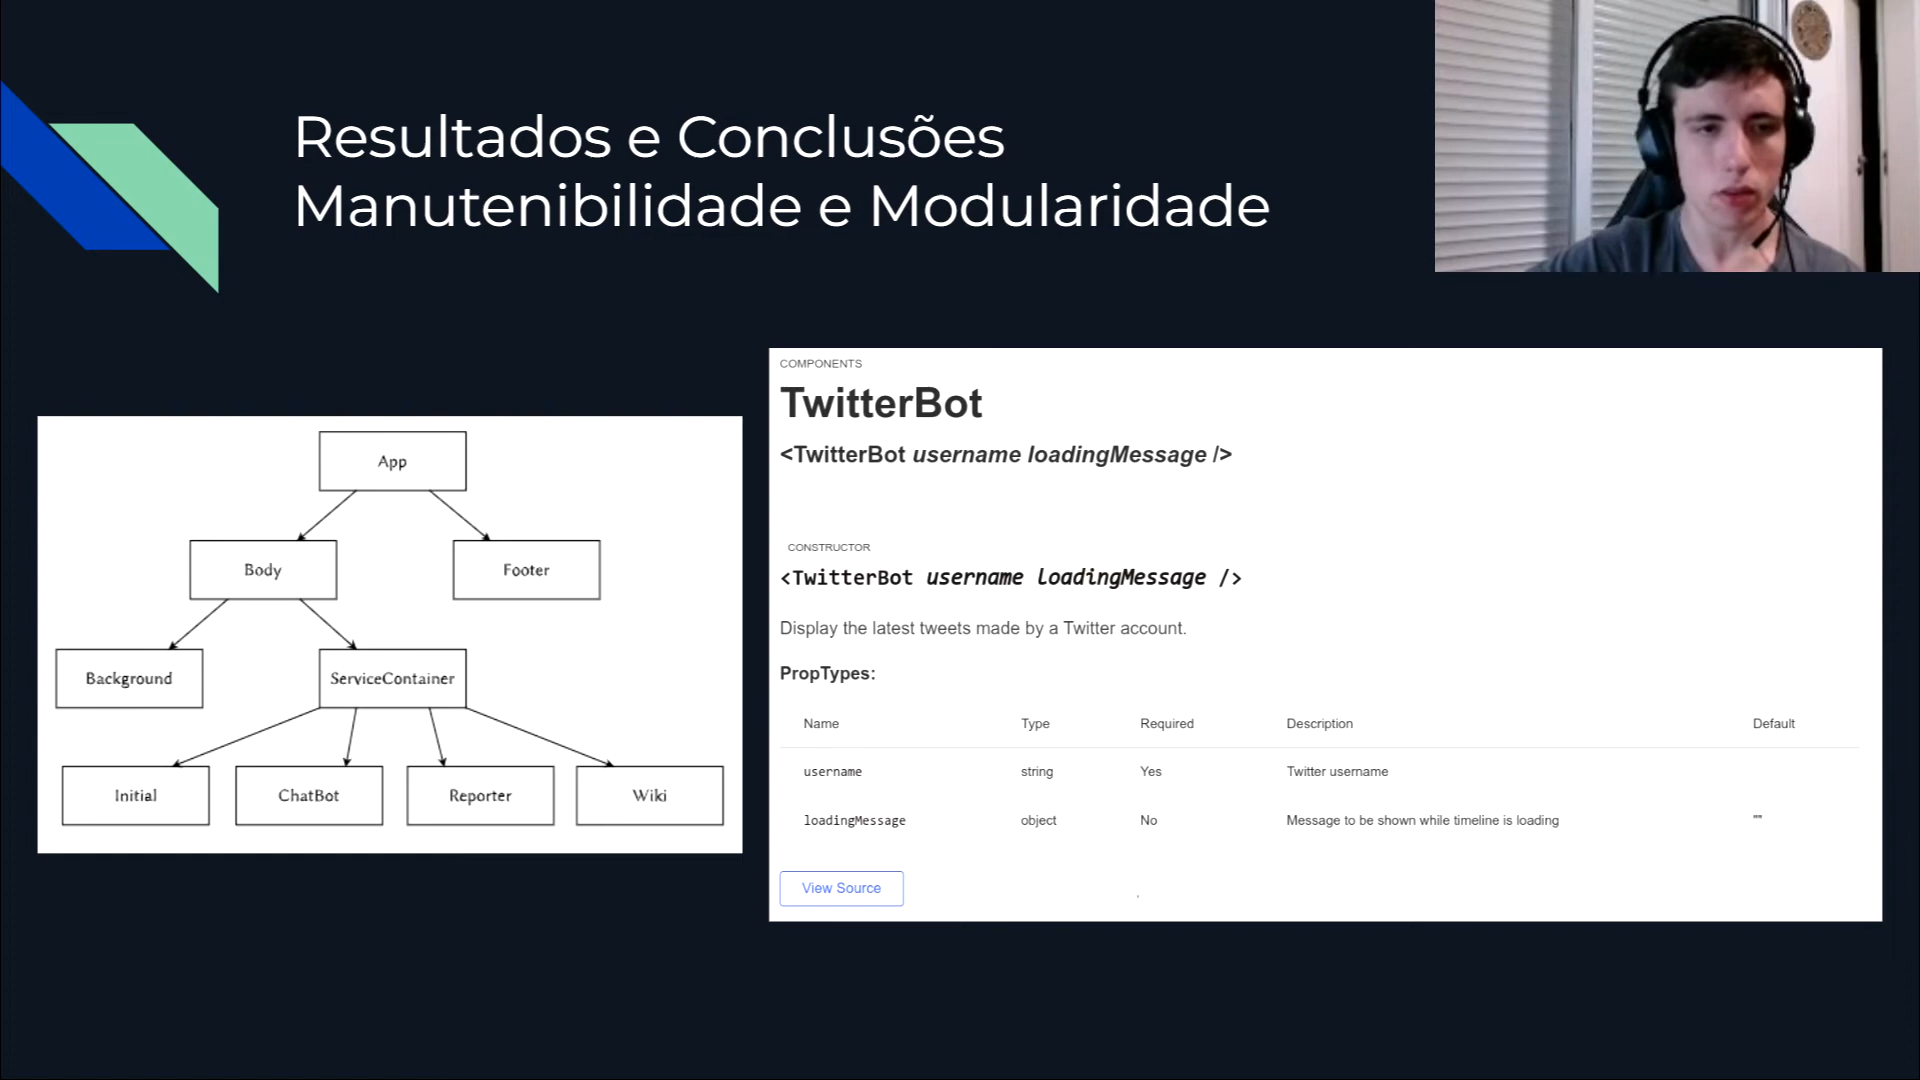 Resultados e Conclusões
Manutenibilidade e Modularidade
App
Body
Footer
Background
ServiceContainer
Initial
ChatBot
Reporter
Wiki
COMPONENTS
TwitterBot
<TwitterBot username loadingMessage />
CONSTRUCTOR
<TwitterBot username loadingMessage />
Display the latest tweets made by a Twitter account.
PropTypes:
Name Type Required Description Default
username string Yes Twitter username
loadingMessage object No Message to be shown while timeline is loading ""
View Source